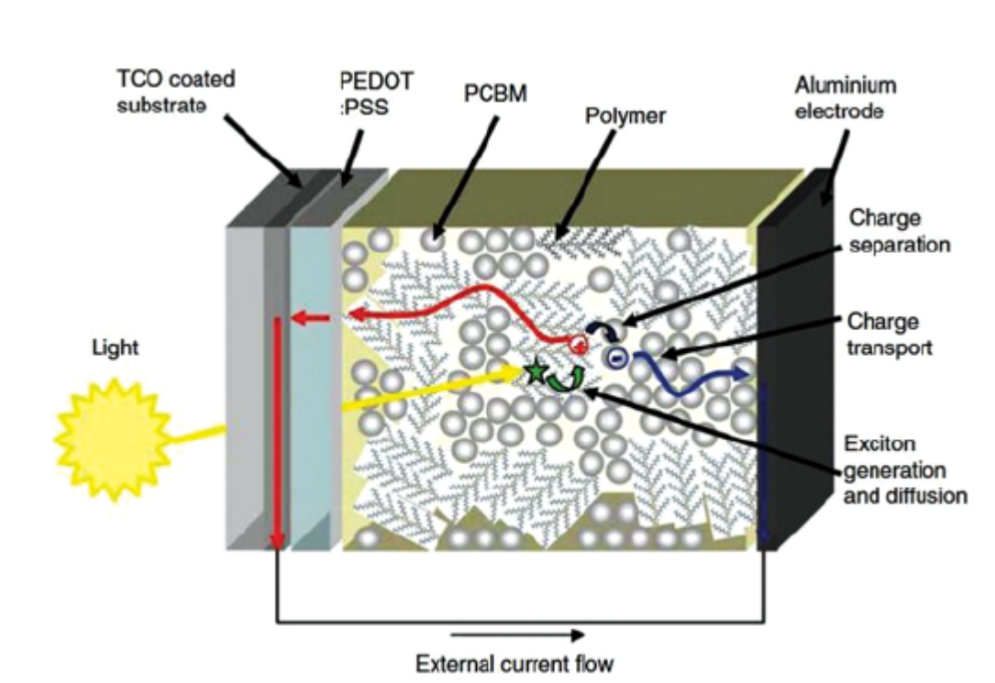 TCO coated
substrate
PEDOT
:PSS
PCBM
Polymer
Aluminium
electrode
Charge
separation
Charge
transport
Light
+
-
Exciton
generation
and diffusion
External current flow